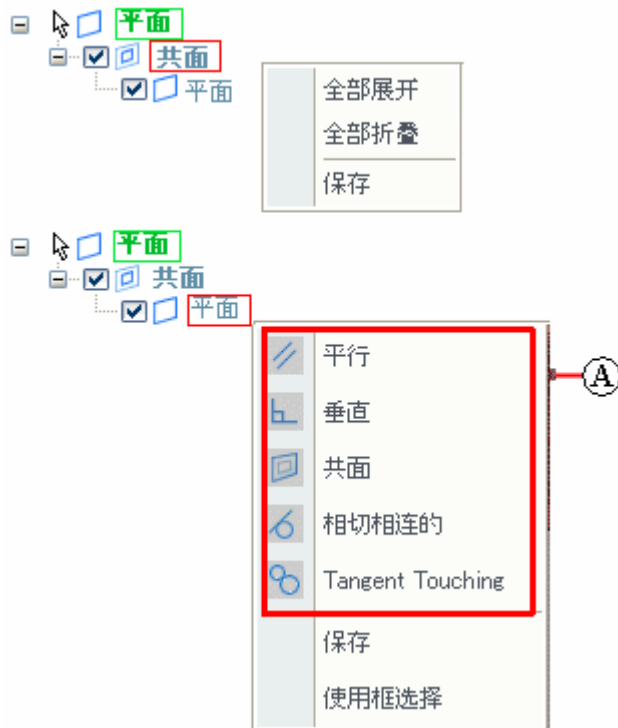 平面
共面
平面
全部展开
全部折叠
保存
平面
共面
平面
平行
垂直
共面
相切相连的
Tangent Touching
保存
使用框选择
A